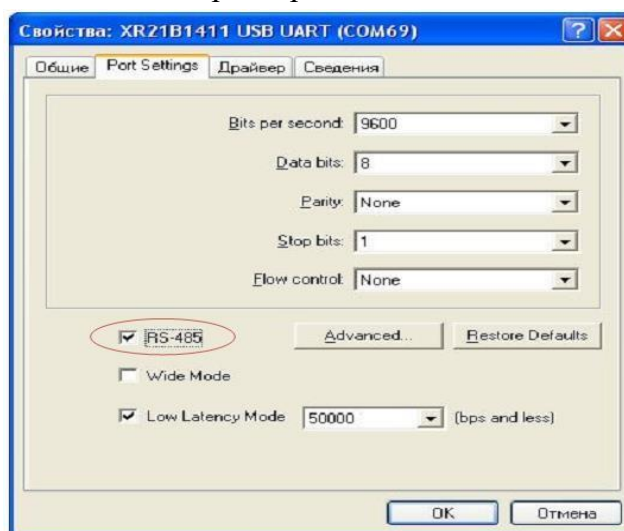 Свойства: XR21B1411 USB UART (COM69)
Общие Port Settings Драйвер Сведения
Bits per second: 9600
Data bits: 8
Parity: None
Stop bits: 1
Flow control: None
RS-485 Advanced... Restore Defaults
Wide Mode
Low Latency Mode 50000 (bps and less)
OK Отмена